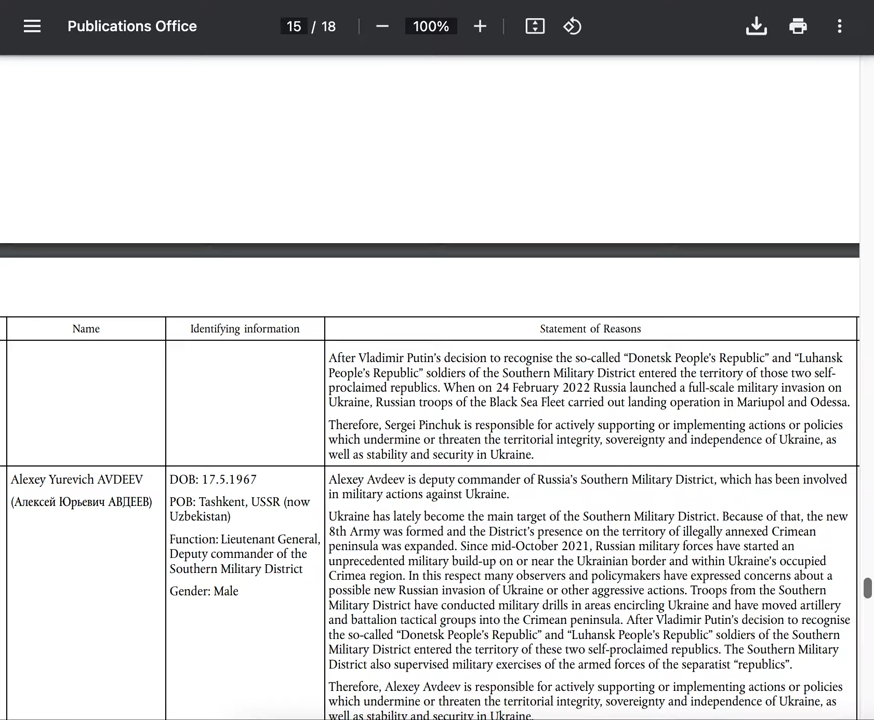 Publications Office
15 / 18
100%
Name
Identifying information
Statement of Reasons
After Vladimir Putin's decision to recognise the so-called “Donetsk People's Republic” and “Luhansk
People's Republic” soldiers of the Southern Military District entered the territory of those two self-
proclaimed republics. When on 24 February 2022 Russia launched a full-scale military invasion on
Ukraine, Russian troops of the Black Sea Fleet carried out landing operation in Mariupol and Odessa.
Therefore, Sergei Pinchuk is responsible for actively supporting or implementing actions or policies
which undermine or threaten the territorial integrity, sovereignty and independence of Ukraine, as
well as stability and security in Ukraine.
Alexey Yurevich AVDEEV
(Алексей Юрьевич АВДЕЕВ)
DOB: 17.5.1967
POB: Tashkent, USSR (now
Uzbekistan)
Function: Lieutenant General,
Deputy commander of the
Southern Military District
Gender: Male
Alexey Avdeev is deputy commander of Russia's Southern Military District, which has been involved
in military actions against Ukraine.
Ukraine has lately become the main target of the Southern Military District. Because of that, the new
8th Army was formed and the District's presence on the territory of illegally annexed Crimean
peninsula was expanded. Since mid-October 2021, Russian military forces have started an
unprecedented military build-up on or near the Ukrainian border and within Ukraine's occupied
Crimea region. In this respect many observers and policymakers have expressed concerns about a
possible new Russian invasion of Ukraine or other aggressive actions. Troops from the Southern
Military District have conducted military drills in areas encircling Ukraine and have moved artillery
and battalion tactical groups into the Crimean peninsula. After Vladimir Putin's decision to recognise
the so-called “Donetsk People's Republic” and “Luhansk People's Republic” soldiers of the Southern
Military District entered the territory of these two self-proclaimed republics. The Southern Military
District also supervised military exercises of the armed forces of the separatist “republics”.
Therefore, Alexey Avdeev is responsible for actively supporting or implementing actions or policies
which undermine or threaten the territorial integrity, sovereignty and independence of Ukraine, as
well as stability and security in Ukraine.